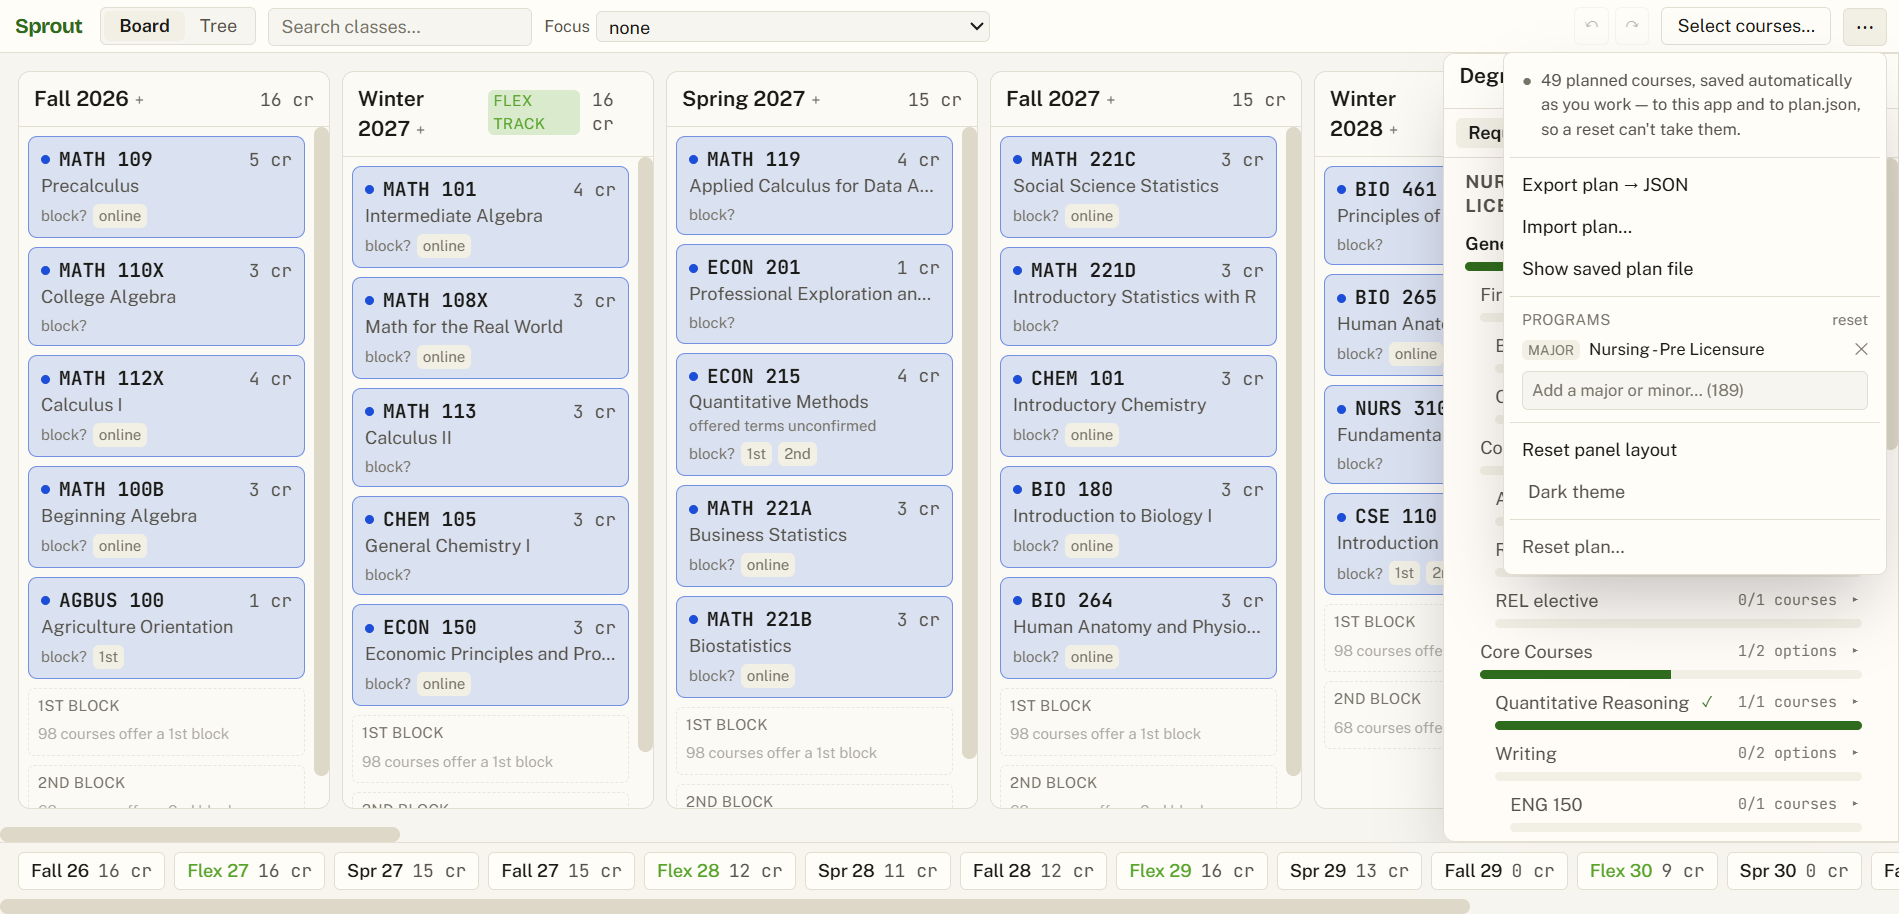 Sprout
Board
Tree
Search classes...
Focus
none
Select courses...
...
Fall 2026 +
16 cr
MATH 109
5 cr
Precalculus
block? online
MATH 110X
3 cr
College Algebra
block?
MATH 112X
4 cr
Calculus I
block? online
MATH 100B
3 cr
Beginning Algebra
block? online
AGBUS 100
1 cr
Agriculture Orientation
block? 1st
1ST BLOCK
98 courses offer a 1st block
2ND BLOCK
Winter
2027 +
FLEX
TRACK
16
cr
MATH 101
4 cr
Intermediate Algebra
block? online
MATH 108X
3 cr
Math for the Real World
block? online
MATH 113
3 cr
Calculus II
block?
CHEM 105
3 cr
General Chemistry I
block?
ECON 150
3 cr
Economic Principles and Pro...
block? online
1ST BLOCK
98 courses offer a 1st block
2ND BLOCK
Spring 2027 +
15 cr
MATH 119
4 cr
Applied Calculus for Data A...
block?
ECON 201
1 cr
Professional Exploration an...
block?
ECON 215
4 cr
Quantitative Methods
offered terms unconfirmed
block? 1st 2nd
MATH 221A
3 cr
Business Statistics
block? online
MATH 221B
3 cr
Biostatistics
block? online
1ST BLOCK
98 courses offer a 1st block
2ND BLOCK
Fall 2027 +
15 cr
MATH 221C
3 cr
Social Science Statistics
block? online
MATH 221D
3 cr
Introductory Statistics with R
block?
CHEM 101
3 cr
Introductory Chemistry
block? online
BIO 180
3 cr
Introduction to Biology I
block? online
BIO 264
3 cr
Human Anatomy and Physio...
block? online
1ST BLOCK
98 courses offer a 1st block
2ND BLOCK
Winter
2028 +
BIO 461
Principles of
block?
BIO 265
Human Anat
block? online
NURS 310
Fundamenta
block?
CSE 110
Introduction
block? 1st 2
1ST BLOCK
98 courses offe
2ND BLOCK
68 courses offe
Degr
Requ
NUR
LICE
Gene
Fir
Co
REL elective
0/1 courses
Core Courses
1/2 options
Quantitative Reasoning ✓
1/1 courses
Writing
0/2 options
ENG 150
0/1 courses
49 planned courses, saved automatically
as you work — to this app and to plan.json,
so a reset can't take them.
Export plan → JSON
Import plan...
Show saved plan file
PROGRAMS
reset
MAJOR Nursing - Pre Licensure
Add a major or minor... (189)
Reset panel layout
Dark theme
Reset plan...
Fall 26 16 cr
Flex 27 16 cr
Spr 27 15 cr
Fall 27 15 cr
Flex 28 12 cr
Spr 28 11 cr
Fall 28 12 cr
Flex 29 16 cr
Spr 29 13 cr
Fall 29 0 cr
Flex 30 9 cr
Spr 30 0 cr